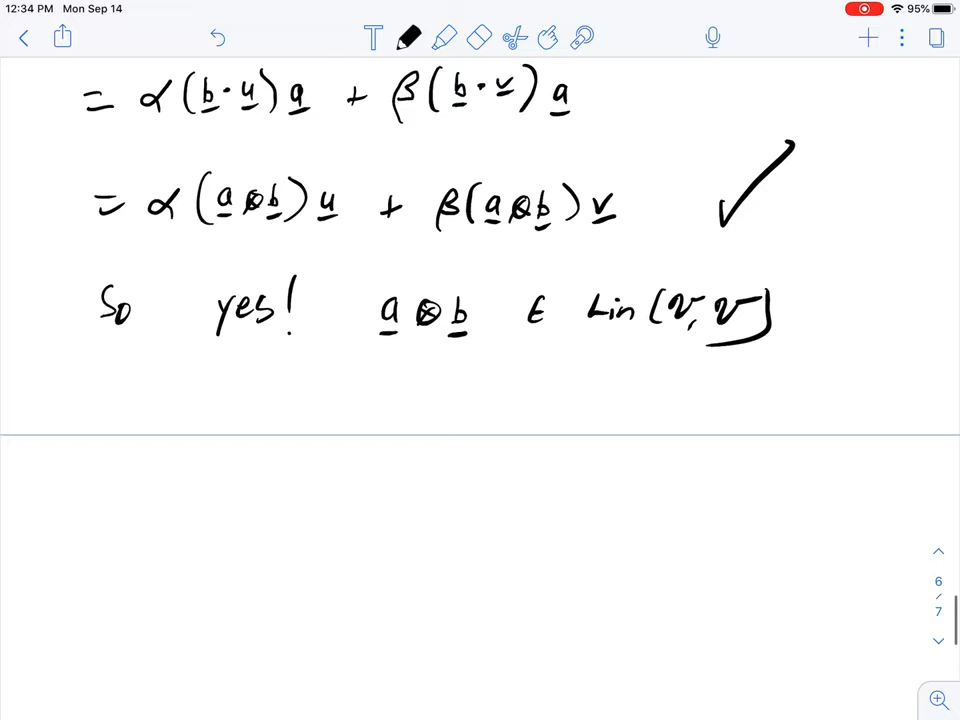 12:34 PM Mon Sep 14 95%
T
= α(b·u)a + β(b·v)a
= α(a⊗b)u + β(a⊗b)v ✓
So yes! a⊗b ∈ Lin(𝒱,𝒱)
6
/
7